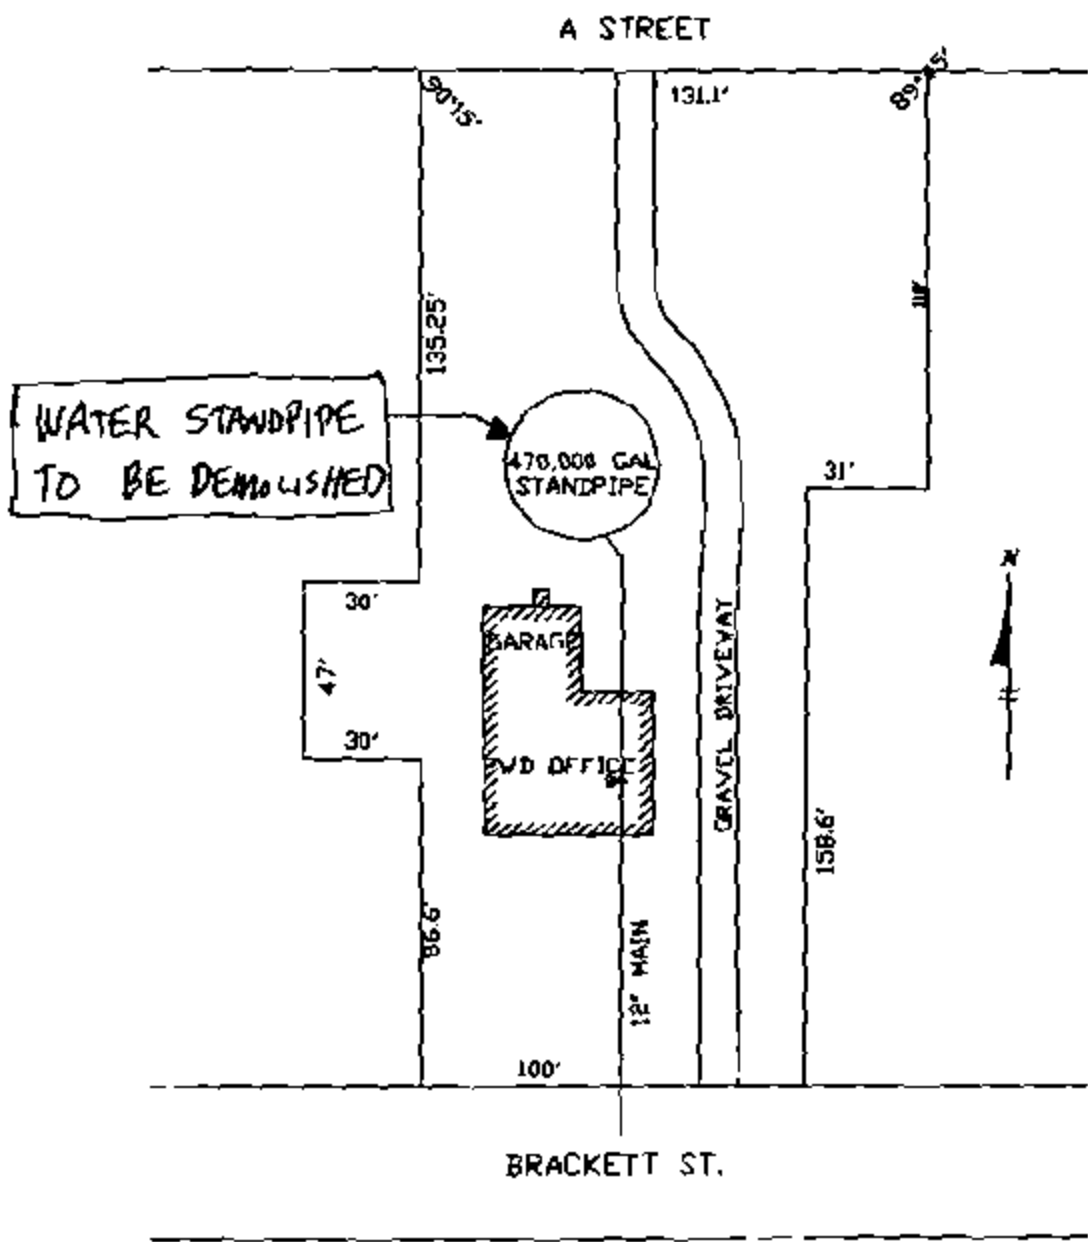 A STREET
90°15'
131.1'
89°45'
135.25'
WATER STANDPIPE
TO BE DEMOLISHED
470,000 GAL
STANDPIPE
31'
N
30'
GARAGE
47'
GRAVEL DRIVEWAY
30'
OFFICE
158.6'
86.6'
12" MAIN
100'
BRACKETT ST.